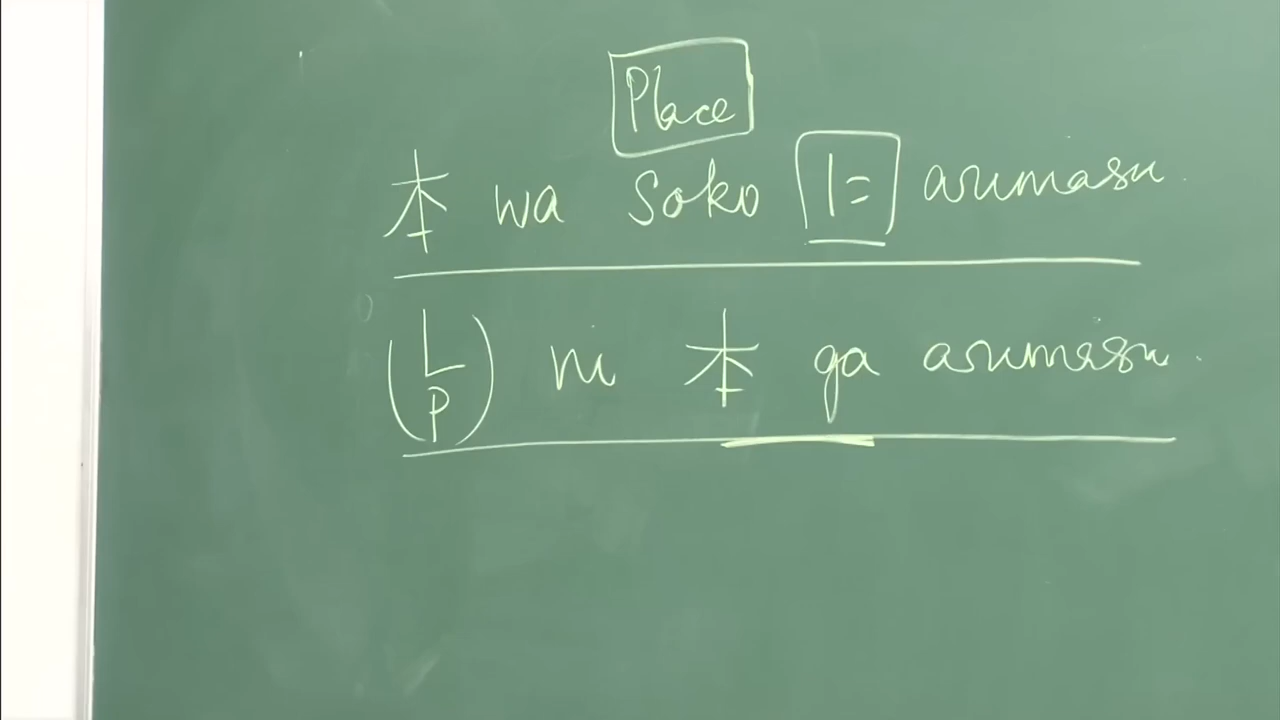 Place
本 wa soko に arimasu.
(L P) ni 本 ga arimasu.